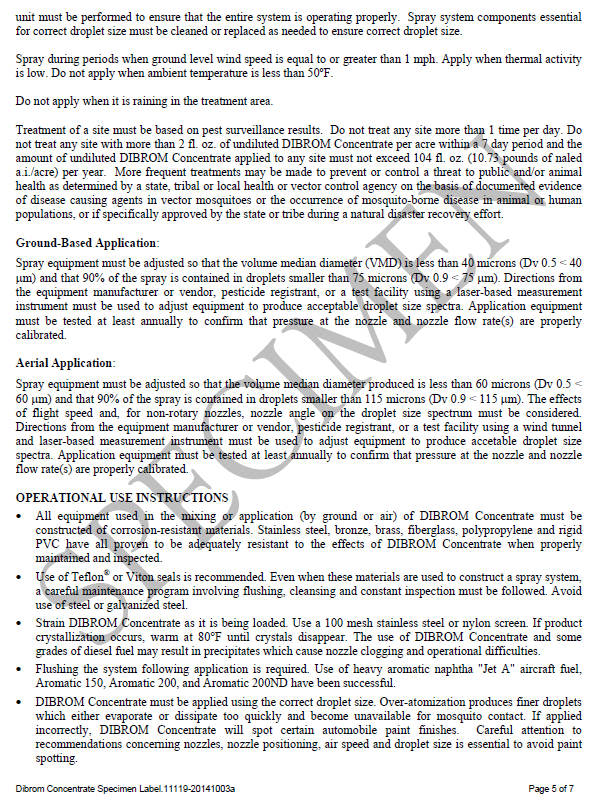 unit must be performed to ensure that the entire system is operating properly. Spray system components essential
for correct droplet size must be cleaned or replaced as needed to ensure correct droplet size.
Spray during periods when ground level wind speed is equal to or greater than 1 mph. Apply when thermal activity
is low. Do not apply when ambient temperature is less than 50ºF.
Do not apply when it is raining in the treatment area.
Treatment of a site must be based on pest surveillance results. Do not treat any site more than 1 time per day. Do
not treat any site with more than 2 fl. oz. of undiluted DIBROM Concentrate per acre within a 7 day period and the
amount of undiluted DIBROM Concentrate applied to any site must not exceed 104 fl. oz. (10.73 pounds of naled
a.i./acre) per year. More frequent treatments may be made to prevent or control a threat to public and/or animal
health as determined by a state, tribal or local health or vector control agency on the basis of documented evidence
of disease causing agents in vector mosquitoes or the occurrence of mosquito-borne disease in animal or human
populations, or if specifically approved by the state or tribe during a natural disaster recovery effort.
Ground-Based Application:
Spray equipment must be adjusted so that the volume median diameter (VMD) is less than 40 microns (Dv 0.5 < 40
µm) and that 90% of the spray is contained in droplets smaller than 75 microns (Dv 0.9 < 75 µm). Directions from
the equipment manufacturer or vendor, pesticide registrant, or a test facility using a laser-based measurement
instrument must be used to adjust equipment to produce acceptable droplet size spectra. Application equipment
must be tested at least annually to confirm that pressure at the nozzle and nozzle flow rate(s) are properly
calibrated.
Aerial Application:
Spray equipment must be adjusted so that the volume median diameter produced is less than 60 microns (Dv 0.5 <
60 µm) and that 90% of the spray is contained in droplets smaller than 115 microns (Dv 0.9 < 115 µm). The effects
of flight speed and, for non-rotary nozzles, nozzle angle on the droplet size spectrum must be considered.
Directions from the equipment manufacturer or vendor, pesticide registrant, or a test facility using a wind tunnel
and laser-based measurement instrument must be used to adjust equipment to produce accetable droplet size
spectra. Application equipment must be tested at least annually to confirm that pressure at the nozzle and nozzle
flow rate(s) are properly calibrated.
OPERATIONAL USE INSTRUCTIONS
• All equipment used in the mixing or application (by ground or air) of DIBROM Concentrate must be
constructed of corrosion-resistant materials. Stainless steel, bronze, brass, fiberglass, polypropylene and rigid
PVC have all proven to be adequately resistant to the effects of DIBROM Concentrate when properly
maintained and inspected.
• Use of Teflon® or Viton seals is recommended. Even when these materials are used to construct a spray system,
a careful maintenance program involving flushing, cleansing and constant inspection must be followed. Avoid
use of steel or galvanized steel.
• Strain DIBROM Concentrate as it is being loaded. Use a 100 mesh stainless steel or nylon screen. If product
crystallization occurs, warm at 80ºF until crystals disappear. The use of DIBROM Concentrate and some
grades of diesel fuel may result in precipitates which cause nozzle clogging and operational difficulties.
• Flushing the system following application is required. Use of heavy aromatic naphtha "Jet A" aircraft fuel,
Aromatic 150, Aromatic 200, and Aromatic 200ND have been successful.
• DIBROM Concentrate must be applied using the correct droplet size. Over-atomization produces finer droplets
which either evaporate or dissipate too quickly and become unavailable for mosquito contact. If applied
incorrectly, DIBROM Concentrate will spot certain automobile paint finishes. Careful attention to
recommendations concerning nozzles, nozzle positioning, air speed and droplet size is essential to avoid paint
spotting.
SPECIMEN
Dibrom Concentrate Specimen Label.11119-20141003a Page 5 of 7